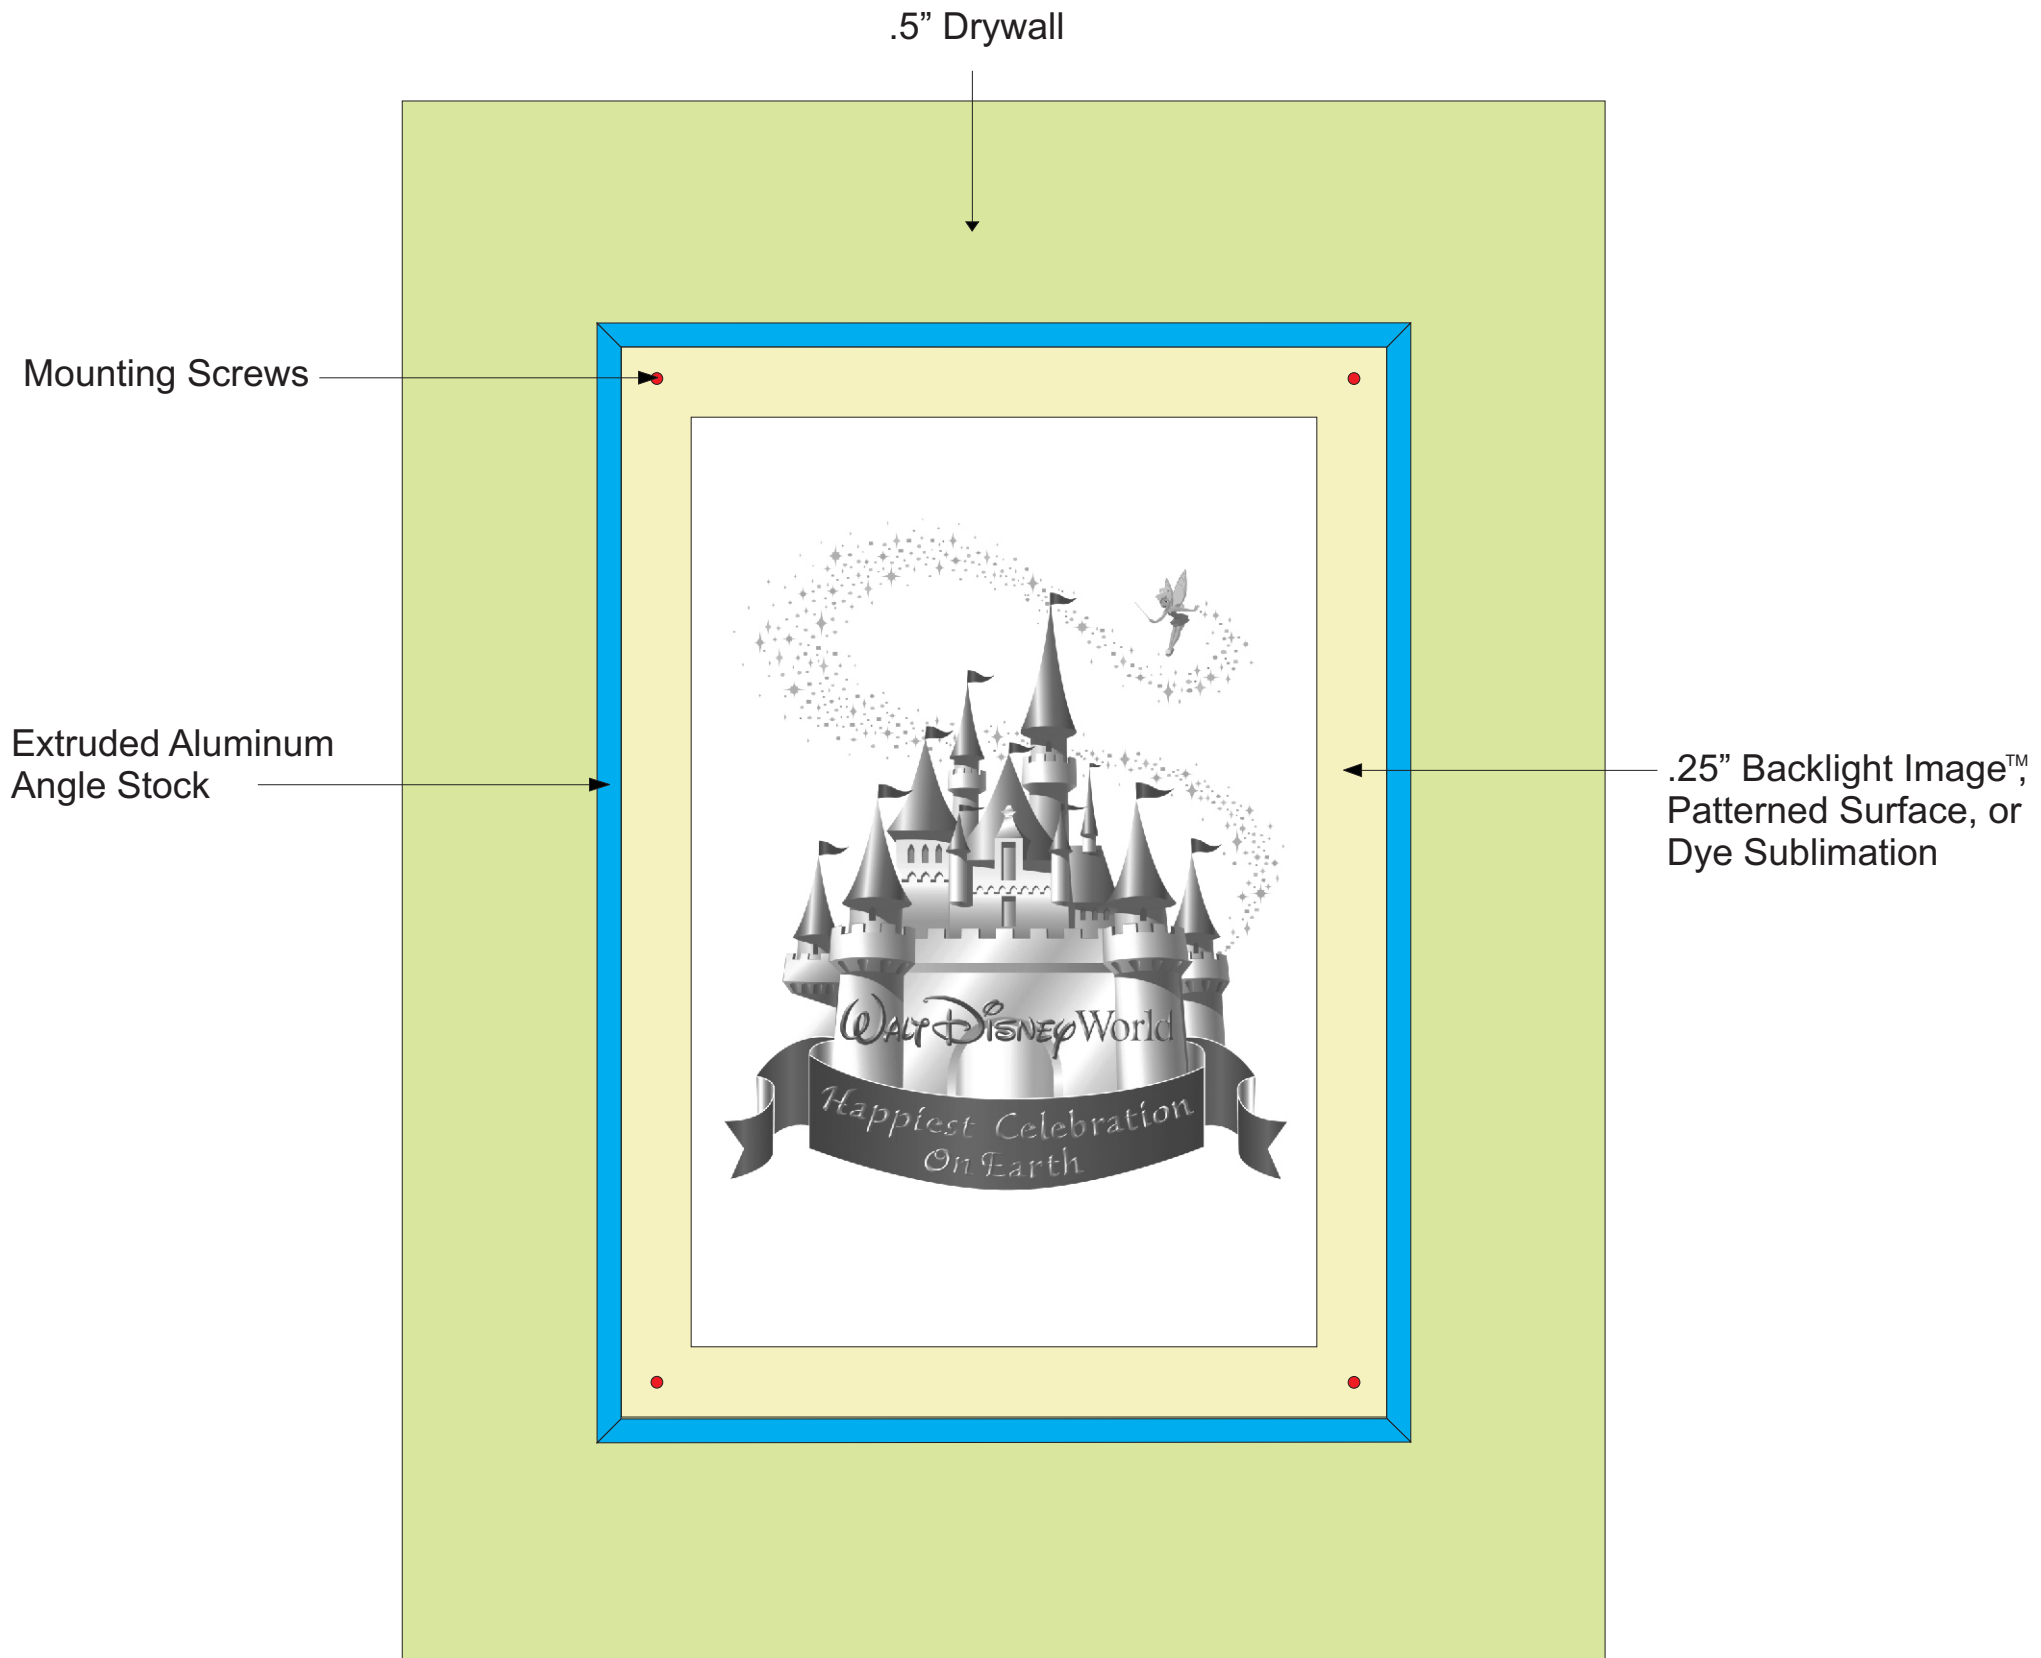 .5” Drywall
Mounting Screws
Extruded Aluminum
Angle Stock
.25” Backlight Image™,
Patterned Surface, or
Dye Sublimation
Walt Disney World
Happiest Celebration
On Earth